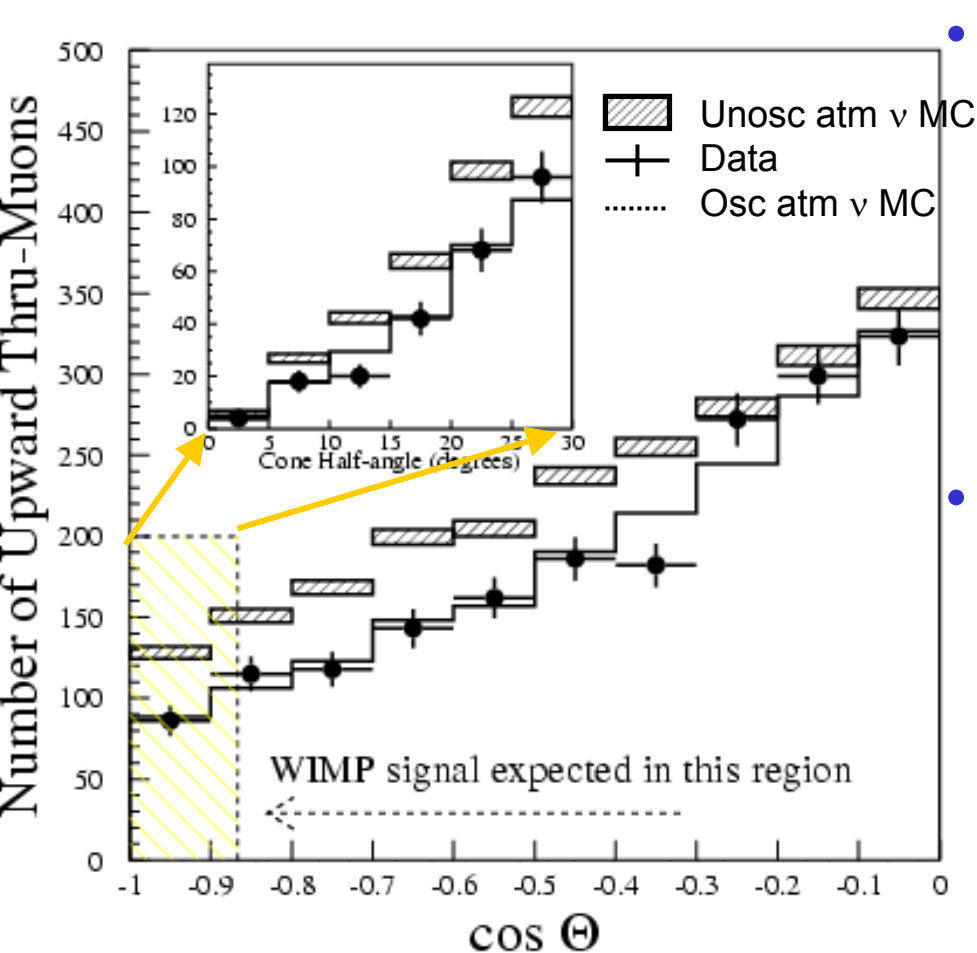 Number of Upward Thru-Muons
500
450
400
350
300
250
200
150
100
50
0
120
100
80
60
40
20
0
0 5 10 15 20 25 30
Cone Half-angle (degrees)
Unosc atm ν MC
Data
Osc atm ν MC
WIMP signal expected in this region
-1 -0.9 -0.8 -0.7 -0.6 -0.5 -0.4 -0.3 -0.2 -0.1 0
cos Θ